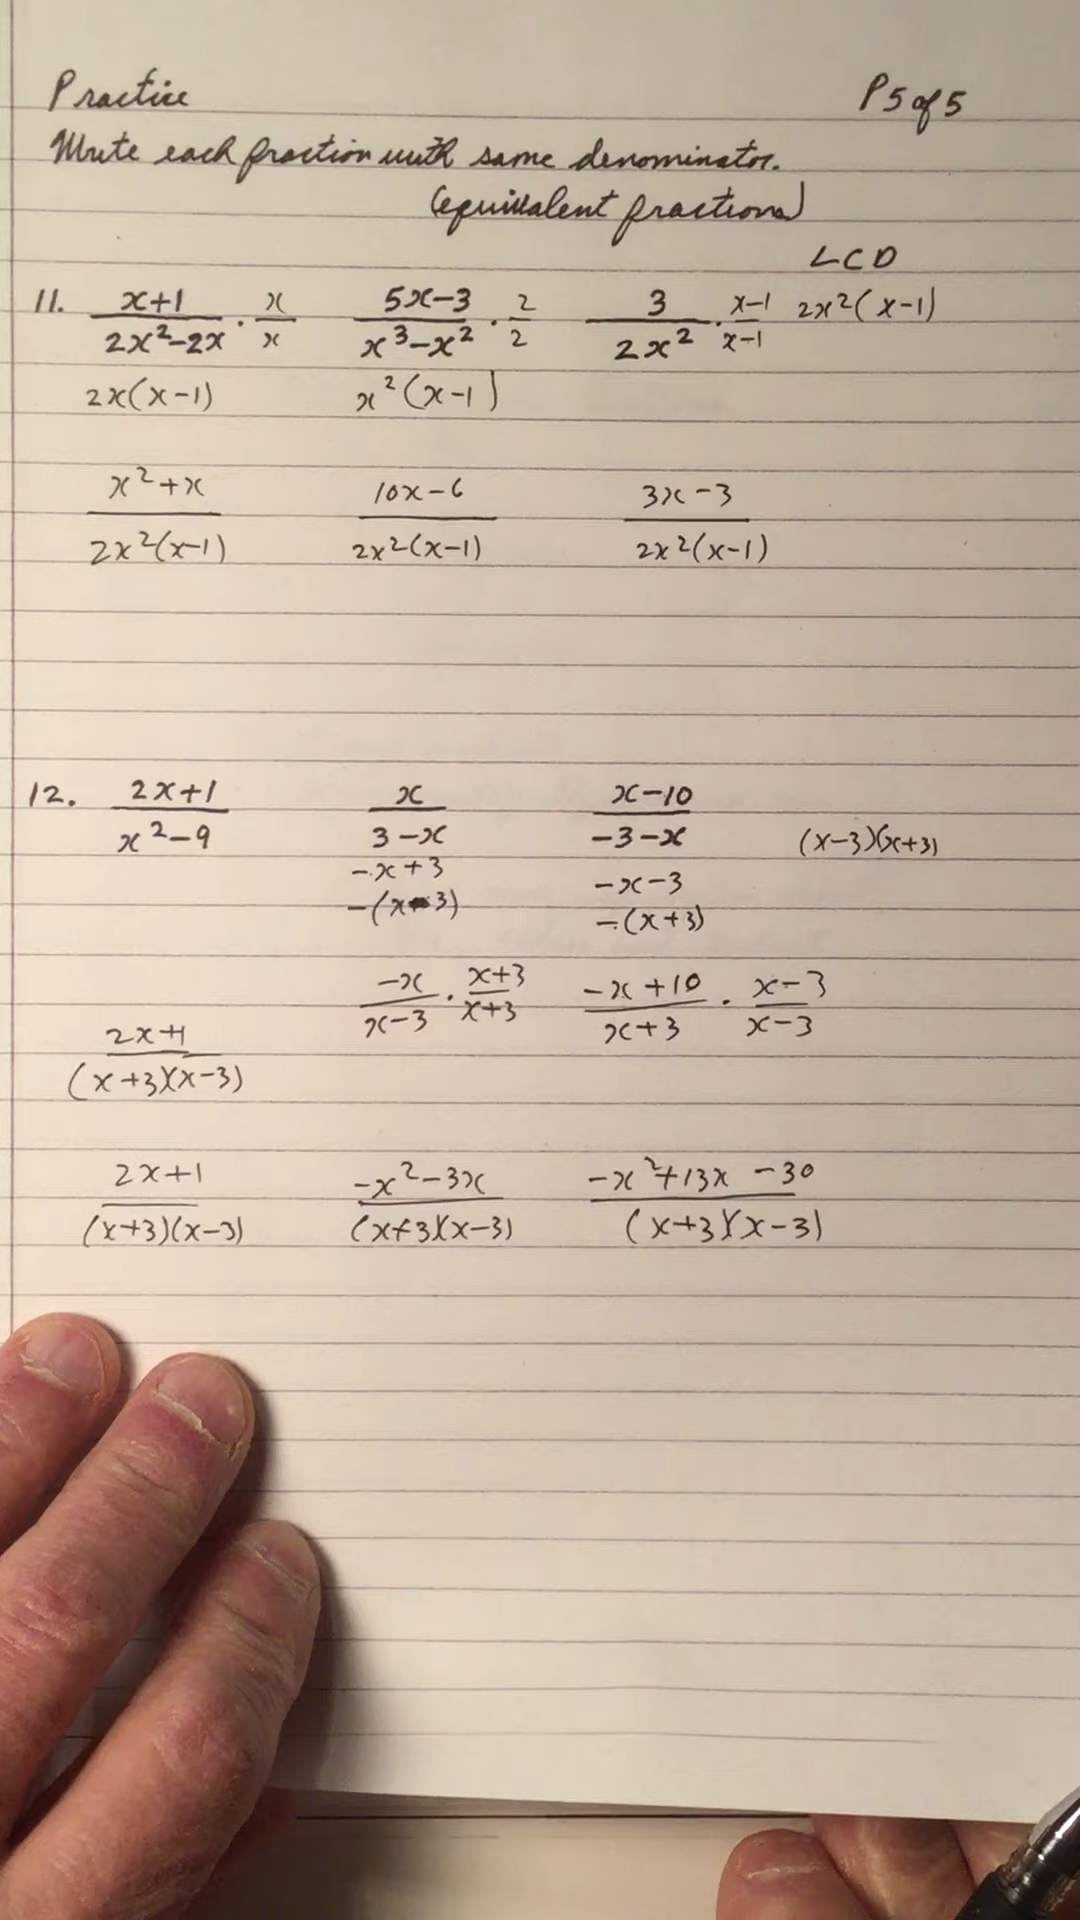 Practice P5 of 5
Write each fraction with same denominator.
(equivalent fractions)
LCD
11. (x+1)/(2x²-2x) · x/x (5x-3)/(x³-x²) · 2/2 3/(2x²) · (x-1)/(x-1) 2x²(x-1)
2x(x-1) x²(x-1)
(x²+x)/(2x²(x-1)) (10x-6)/(2x²(x-1)) (3x-3)/(2x²(x-1))
12. (2x+1)/(x²-9) x/(3-x) (x-10)/(-3-x) (x-3)(x+3)
-x+3 -x-3
-(x-3) -(x+3)
-x/(x-3) · (x+3)/(x+3) (-x+10)/(x+3) · (x-3)/(x-3)
(2x+1)/((x+3)(x-3))
(2x+1)/((x+3)(x-3)) (-x²-3x)/((x+3)(x-3)) (-x²+13x-30)/((x+3)(x-3))